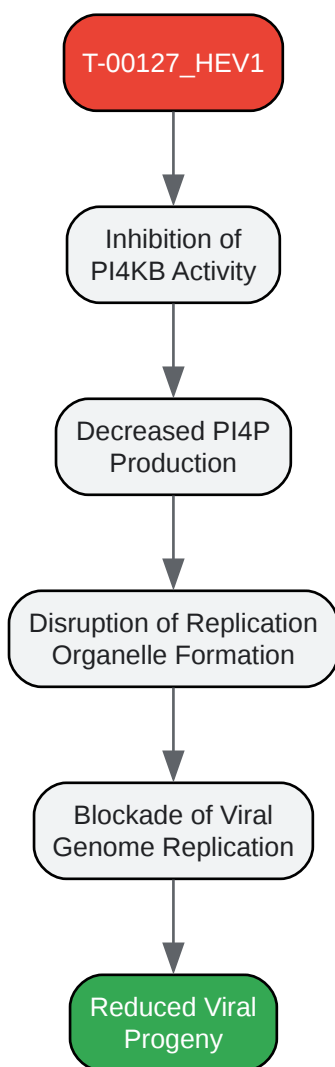 T-00127_HEV1
Inhibition of
PI4KB Activity
Decreased PI4P
Production
Disruption of Replication
Organelle Formation
Blockade of Viral
Genome Replication
Reduced Viral
Progeny